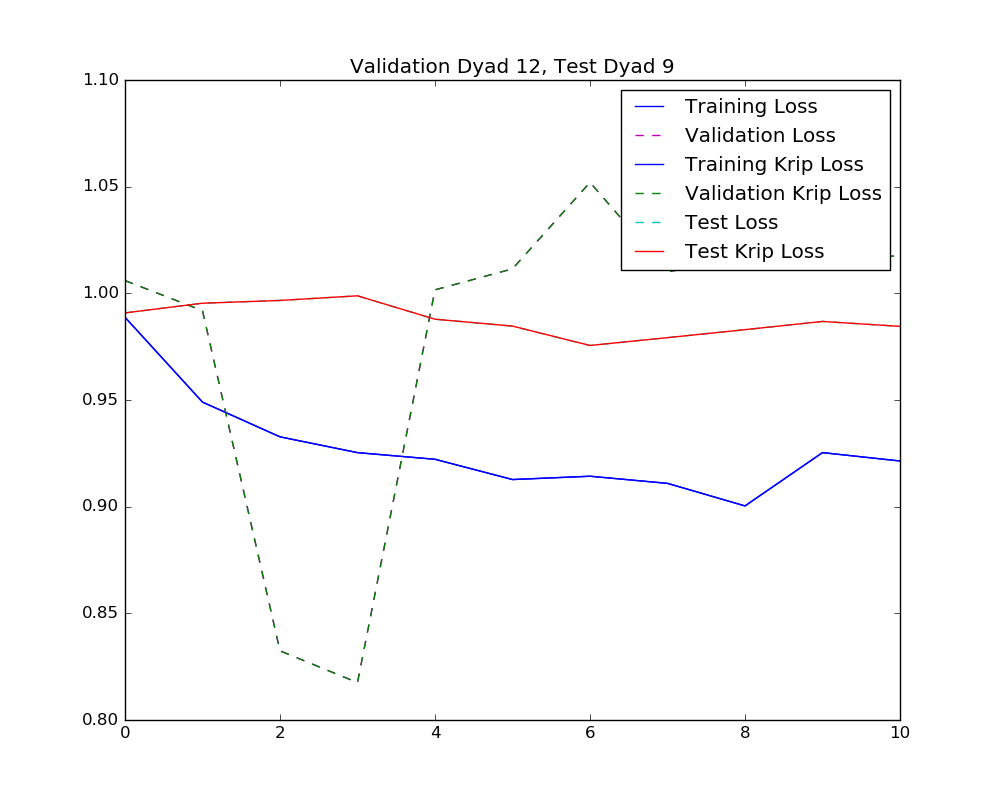 Validation Dyad 12, Test Dyad 9
1.10
1.05
1.00
0.95
0.90
0.85
0.80
0
2
4
6
8
10
Training Loss
Validation Loss
Training Krip Loss
Validation Krip Loss
Test Loss
Test Krip Loss